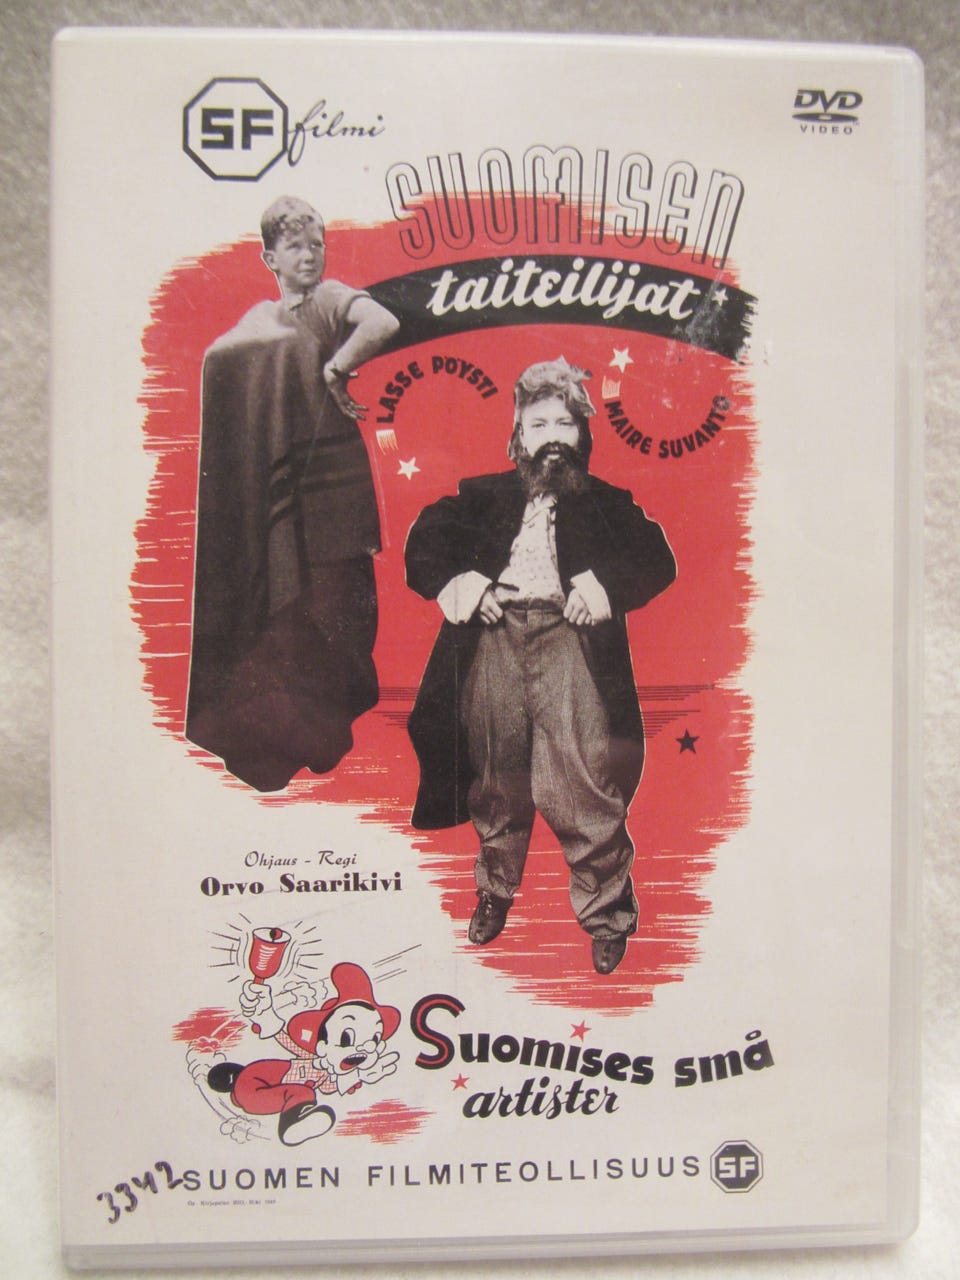 SF filmi
DVD
VIDEO
SUOMISEN
taiteilijat
LASSE PÖYSTI
MAIRE SUVANTO
Ohjaus - Regi
Orvo Saarikivi
Suomises små
artister
3342
SUOMEN FILMITEOLLISUUS SF